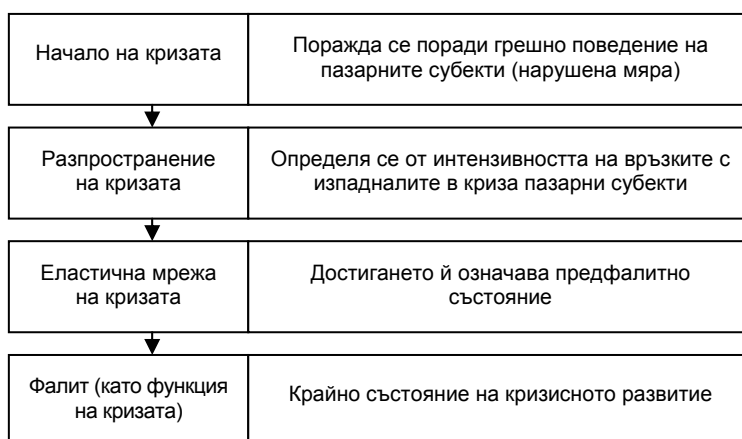 Начало на кризата
Поражда се поради грешно поведение на
пазарните субекти (нарушена мяра)
Разпространение
на кризата
Определя се от интензивността на връзките с
изпадналите в криза пазарни субекти
Еластична мрежа
на кризата
Достигането ѝ означава предфалитно
състояние
Фалит (като функция
на кризата)
Крайно състояние на кризисното развитие